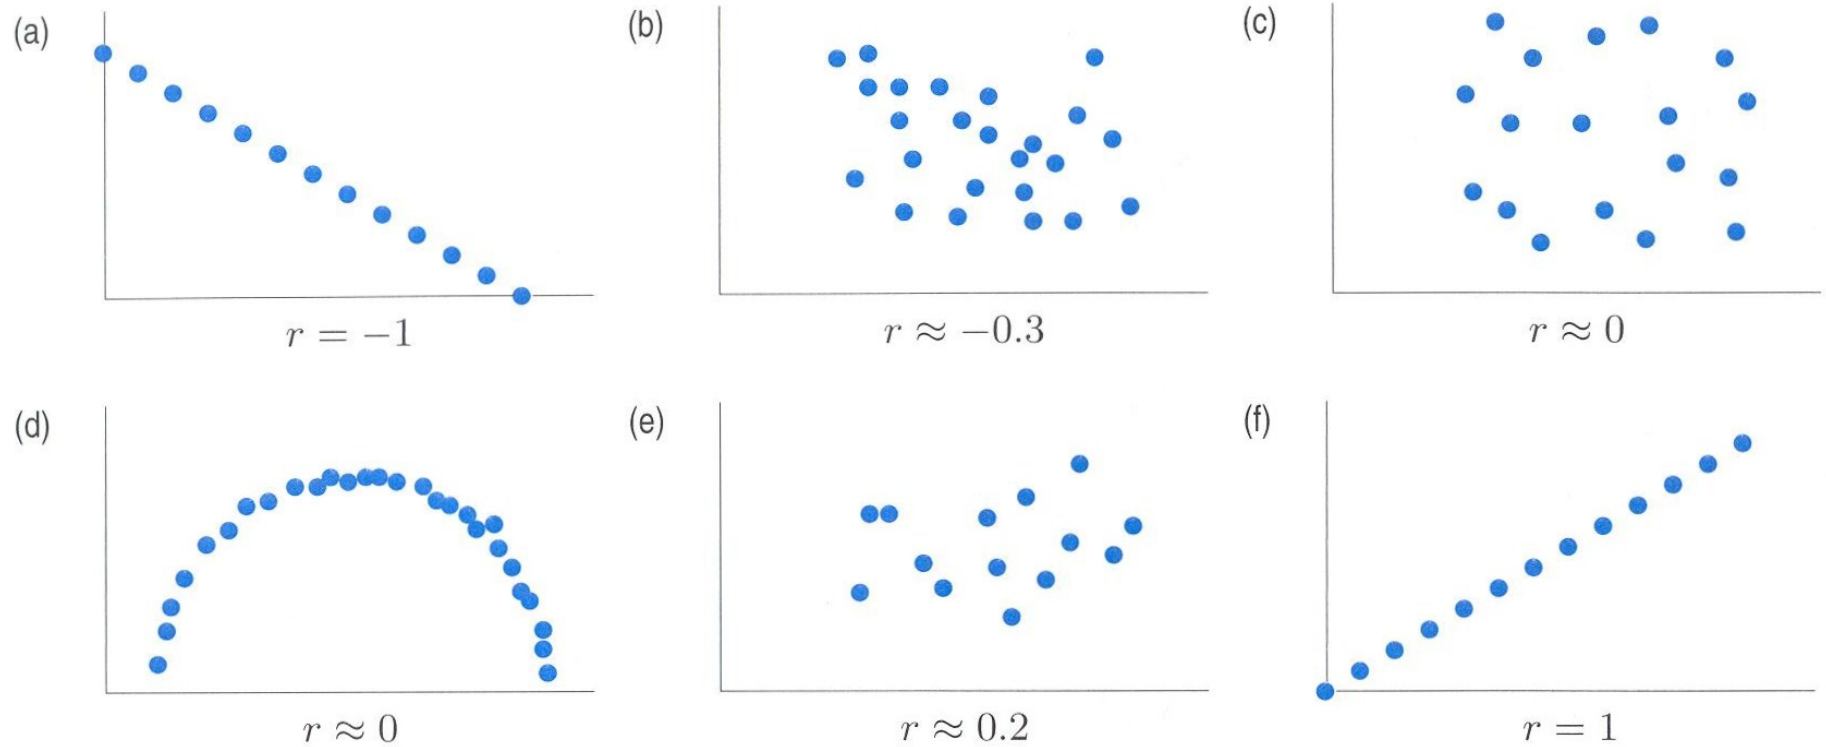 (a)
(b)
(c)
r = −1
r ≈ −0.3
r ≈ 0
(d)
(e)
(f)
r ≈ 0
r ≈ 0.2
r = 1